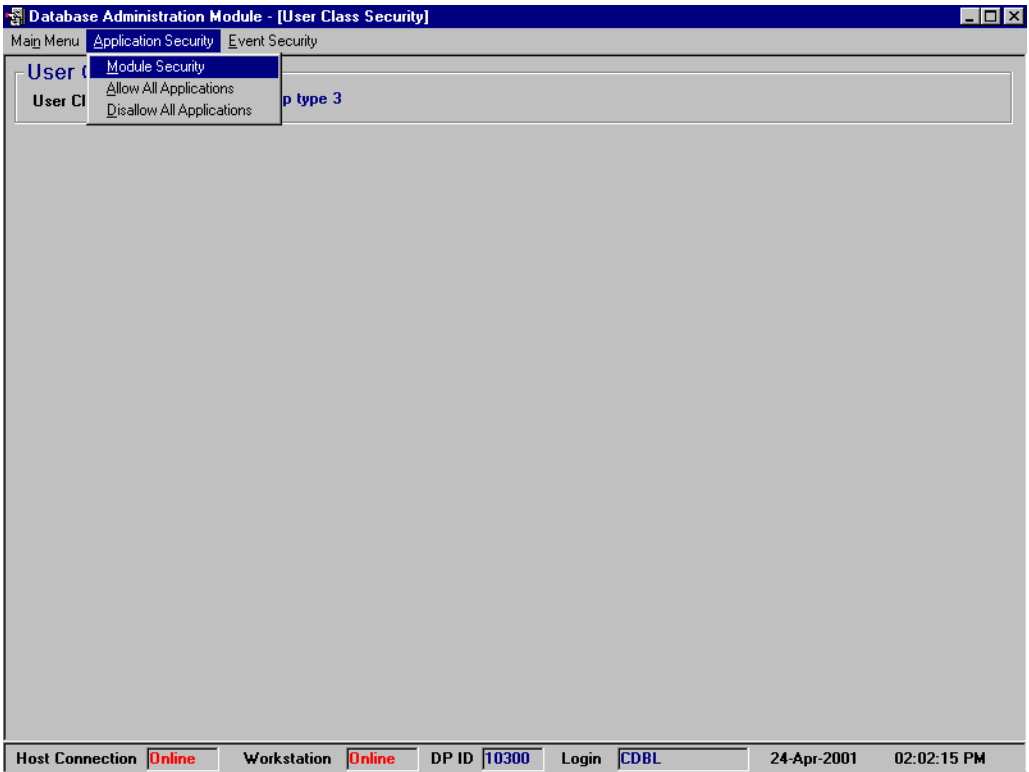 Database Administration Module - [User Class Security]
Main Menu Application Security Event Security
User
Module Security
Allow All Applications
User Cl p type 3
Disallow All Applications
Host Connection Online Workstation Online DP ID 10300 Login CDBL 24-Apr-2001 02:02:15 PM